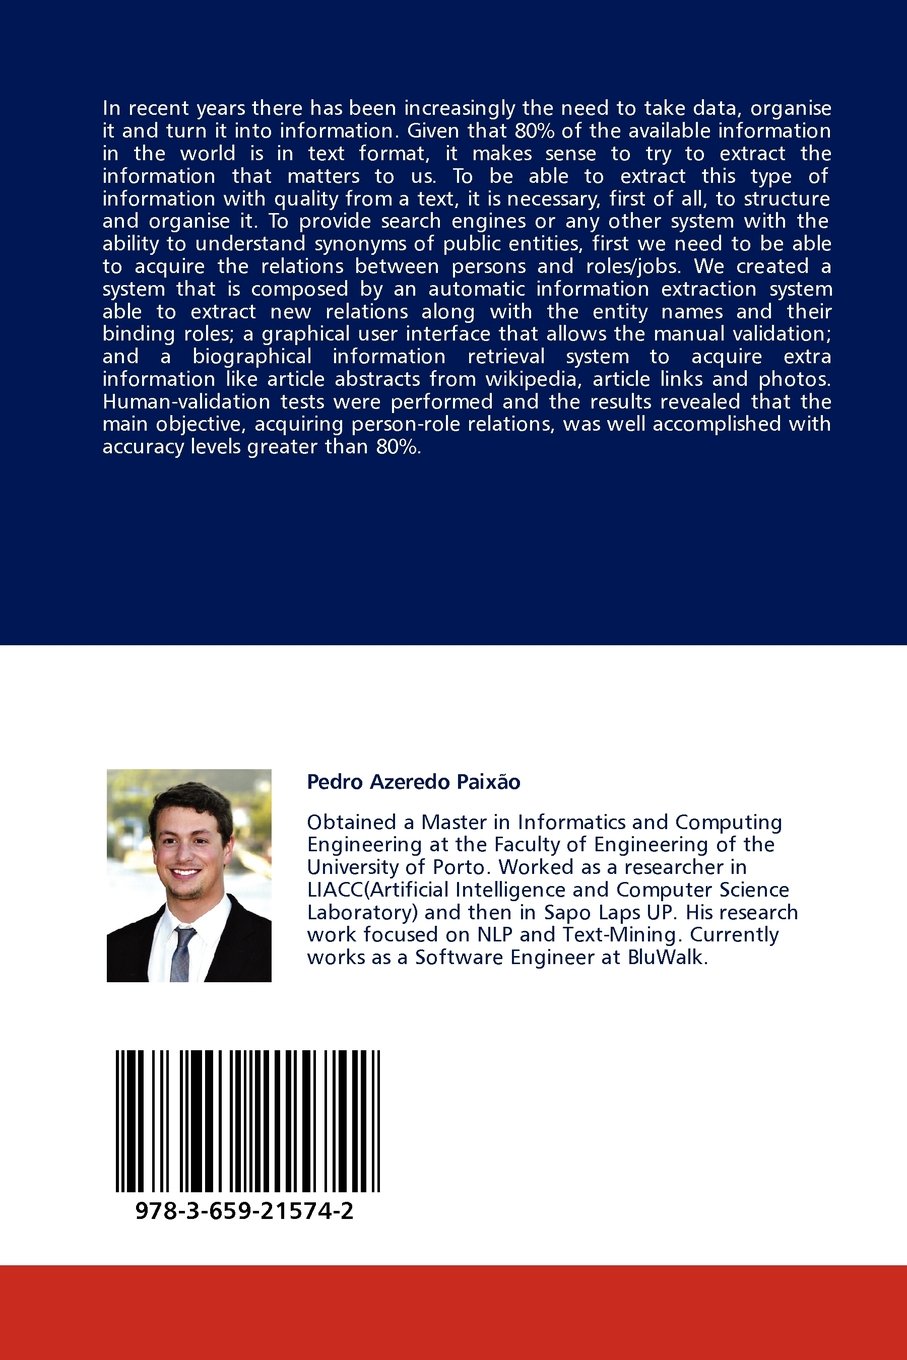 In recent years there has been increasingly the need to take data, organise
it and turn it into information. Given that 80% of the available information
in the world is in text format, it makes sense to try to extract the
information that matters to us. To be able to extract this type of
information with quality from a text, it is necessary, first of all, to structure
and organise it. To provide search engines or any other system with the
ability to understand synonyms of public entities, first we need to be able
to acquire the relations between persons and roles/jobs. We created a
system that is composed by an automatic information extraction system
able to extract new relations along with the entity names and their
binding roles; a graphical user interface that allows the manual validation;
and a biographical information retrieval system to acquire extra
information like article abstracts from wikipedia, article links and photos.
Human-validation tests were performed and the results revealed that the
main objective, acquiring person-role relations, was well accomplished with
accuracy levels greater than 80%.
Pedro Azeredo Paixão
Obtained a Master in Informatics and Computing
Engineering at the Faculty of Engineering of the
University of Porto. Worked as a researcher in
LIACC(Artificial Intelligence and Computer Science
Laboratory) and then in Sapo Laps UP. His research
work focused on NLP and Text-Mining. Currently
works as a Software Engineer at BluWalk.
978-3-659-21574-2